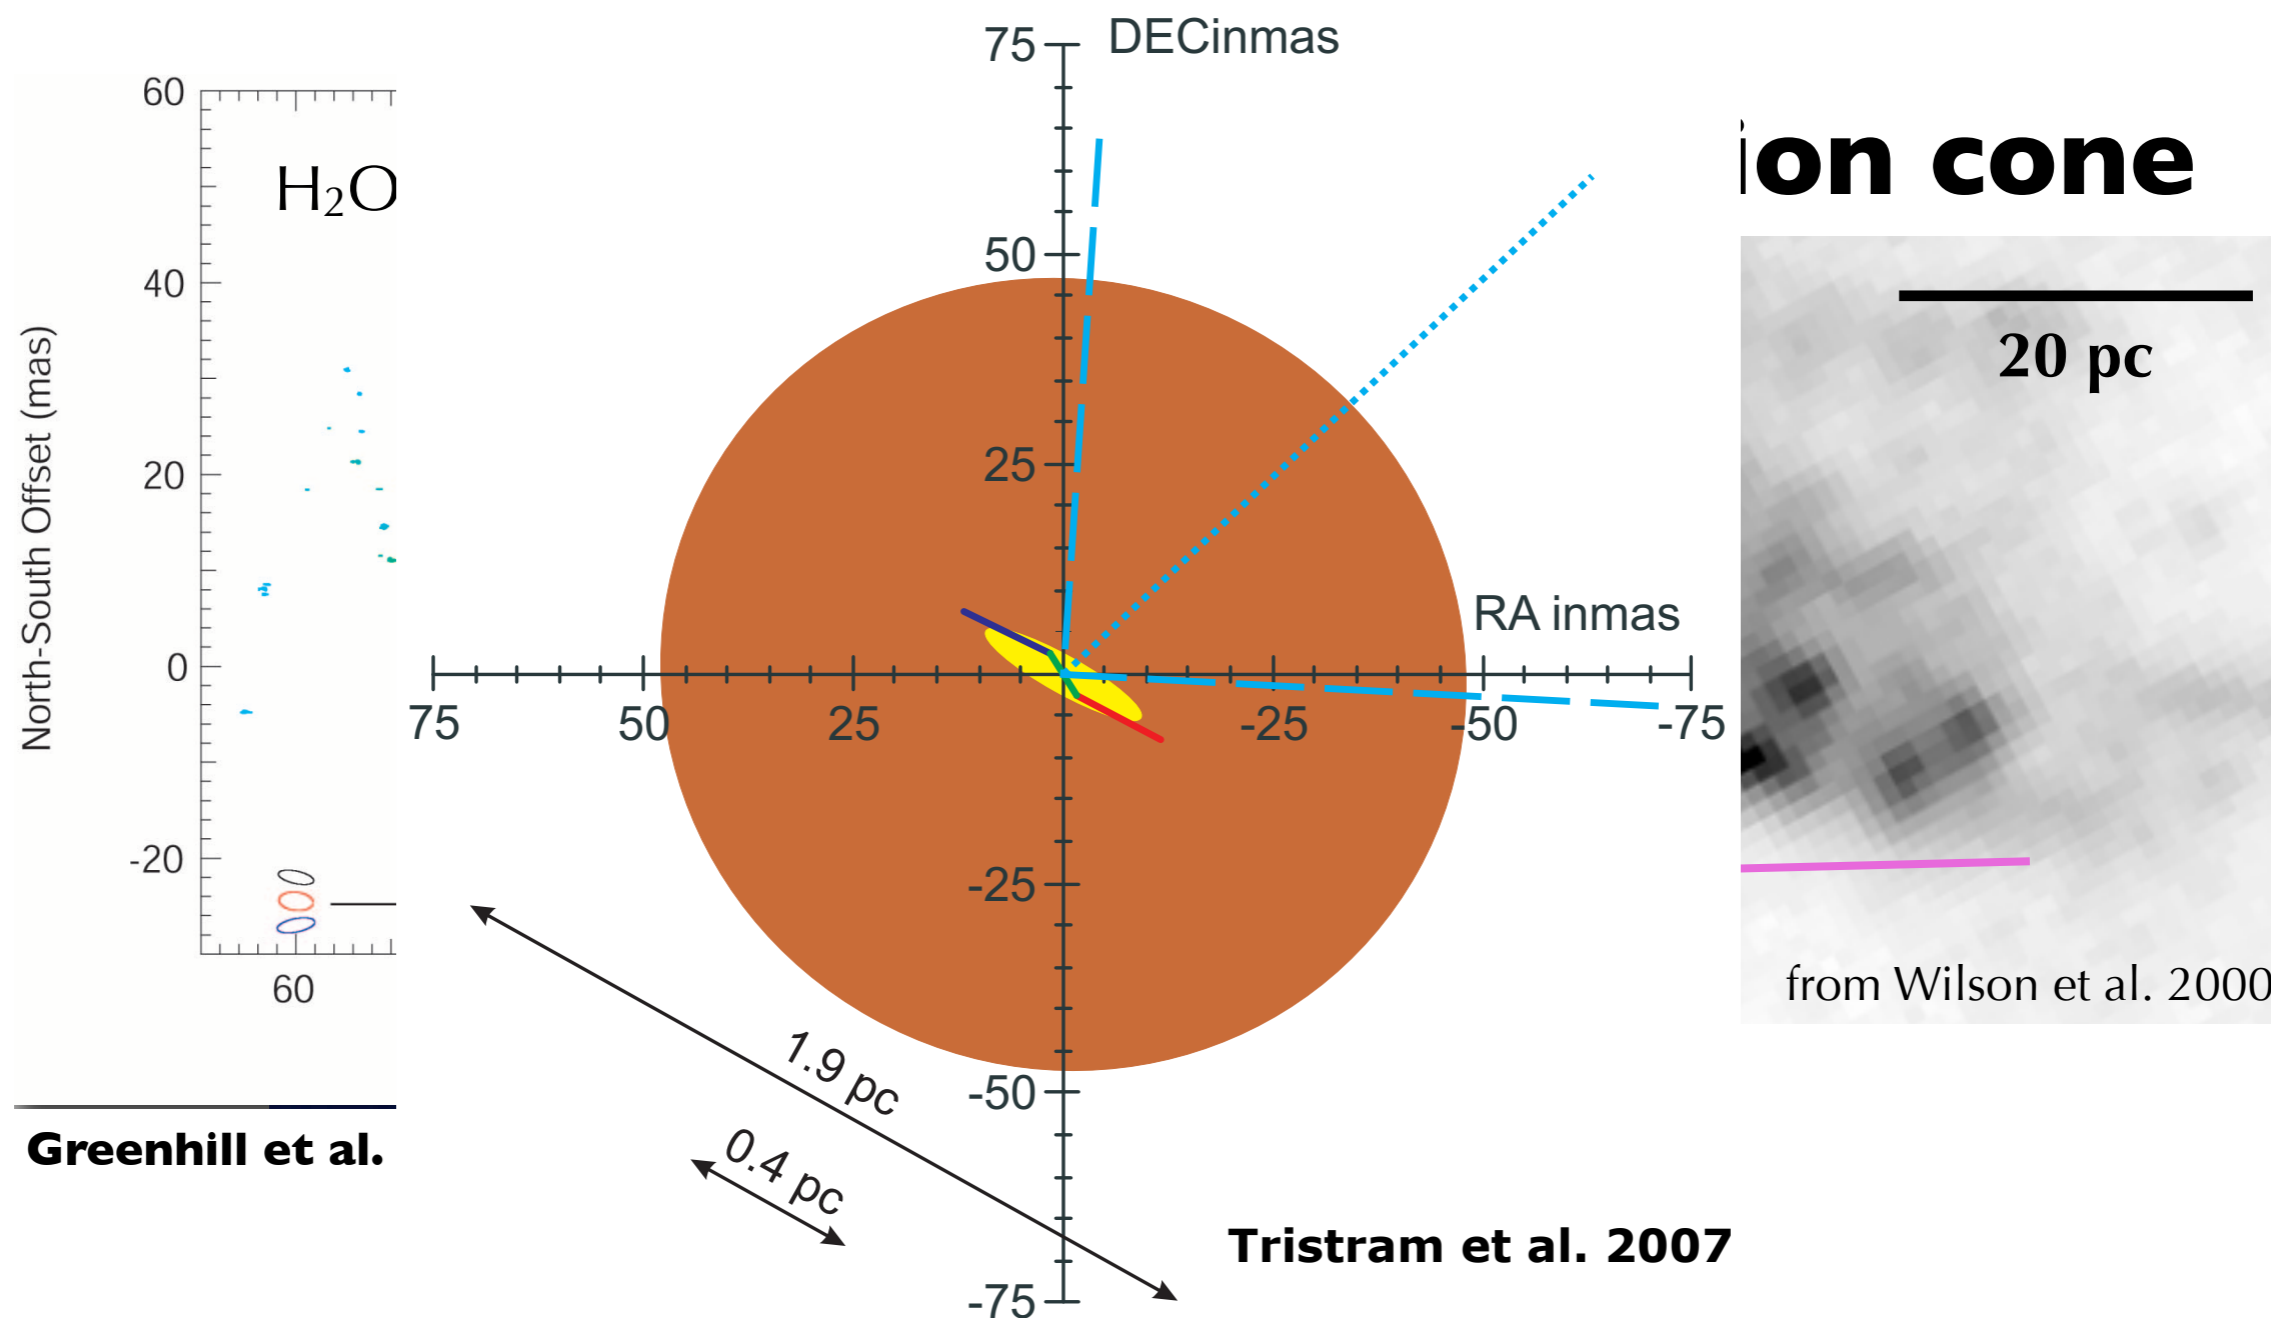 75
DECinmas
60
H₂O
ion cone
50
40
20 pc
25
20
North-South Offset (mas)
RA inmas
0
75
50
25
-25
-50
-75
-20
-25
60
from Wilson et al. 2000
1.9 pc
-50
0.4 pc
Greenhill et al.
Tristram et al. 2007
-75